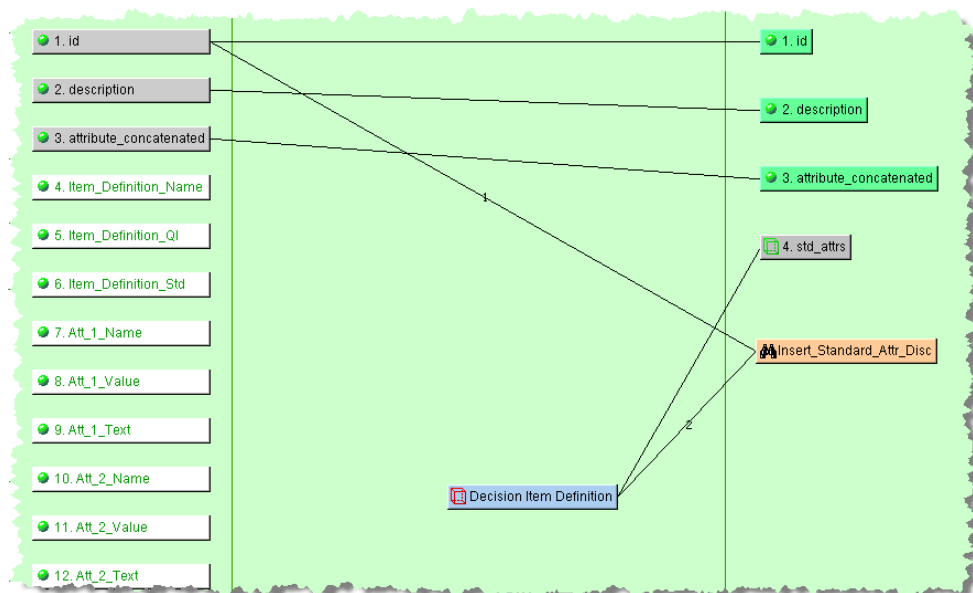 1. id
2. description
3. attribute_concatenated
4. Item_Definition_Name
5. Item_Definition_QI
6. Item_Definition_Std
7. Att_1_Name
8. Att_1_Value
9. Att_1_Text
10. Att_2_Name
11. Att_2_Value
12. Att_2_Text
1
2
Decision Item Definition
1. id
2. description
3. attribute_concatenated
4. std_attrs
Insert_Standard_Attr_Disc